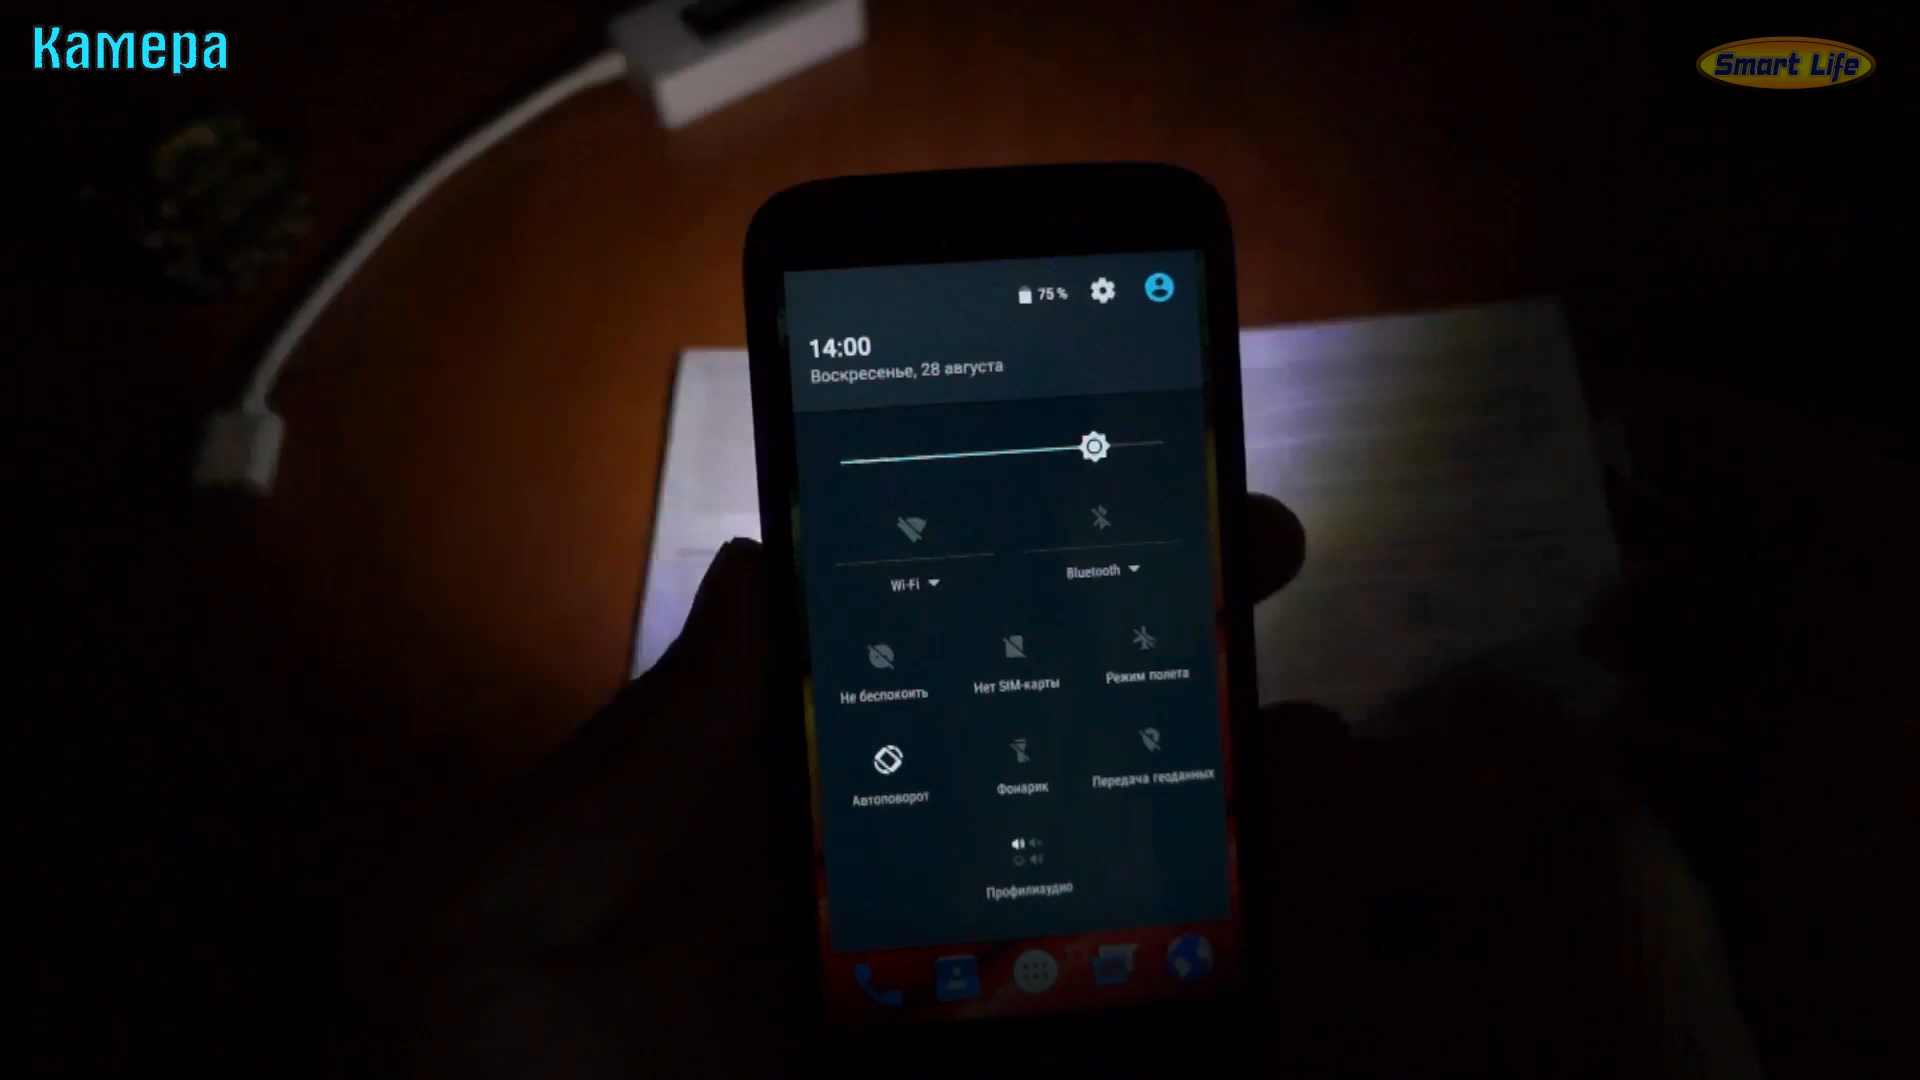 Камера
Smart Life
75 %
14:00
Воскресенье, 28 августа
Wi-Fi
Bluetooth
Не беспокоить
Нет SIM-карты
Режим полета
Автоповорот
Фонарик
Передача геоданных
Профилиаудио